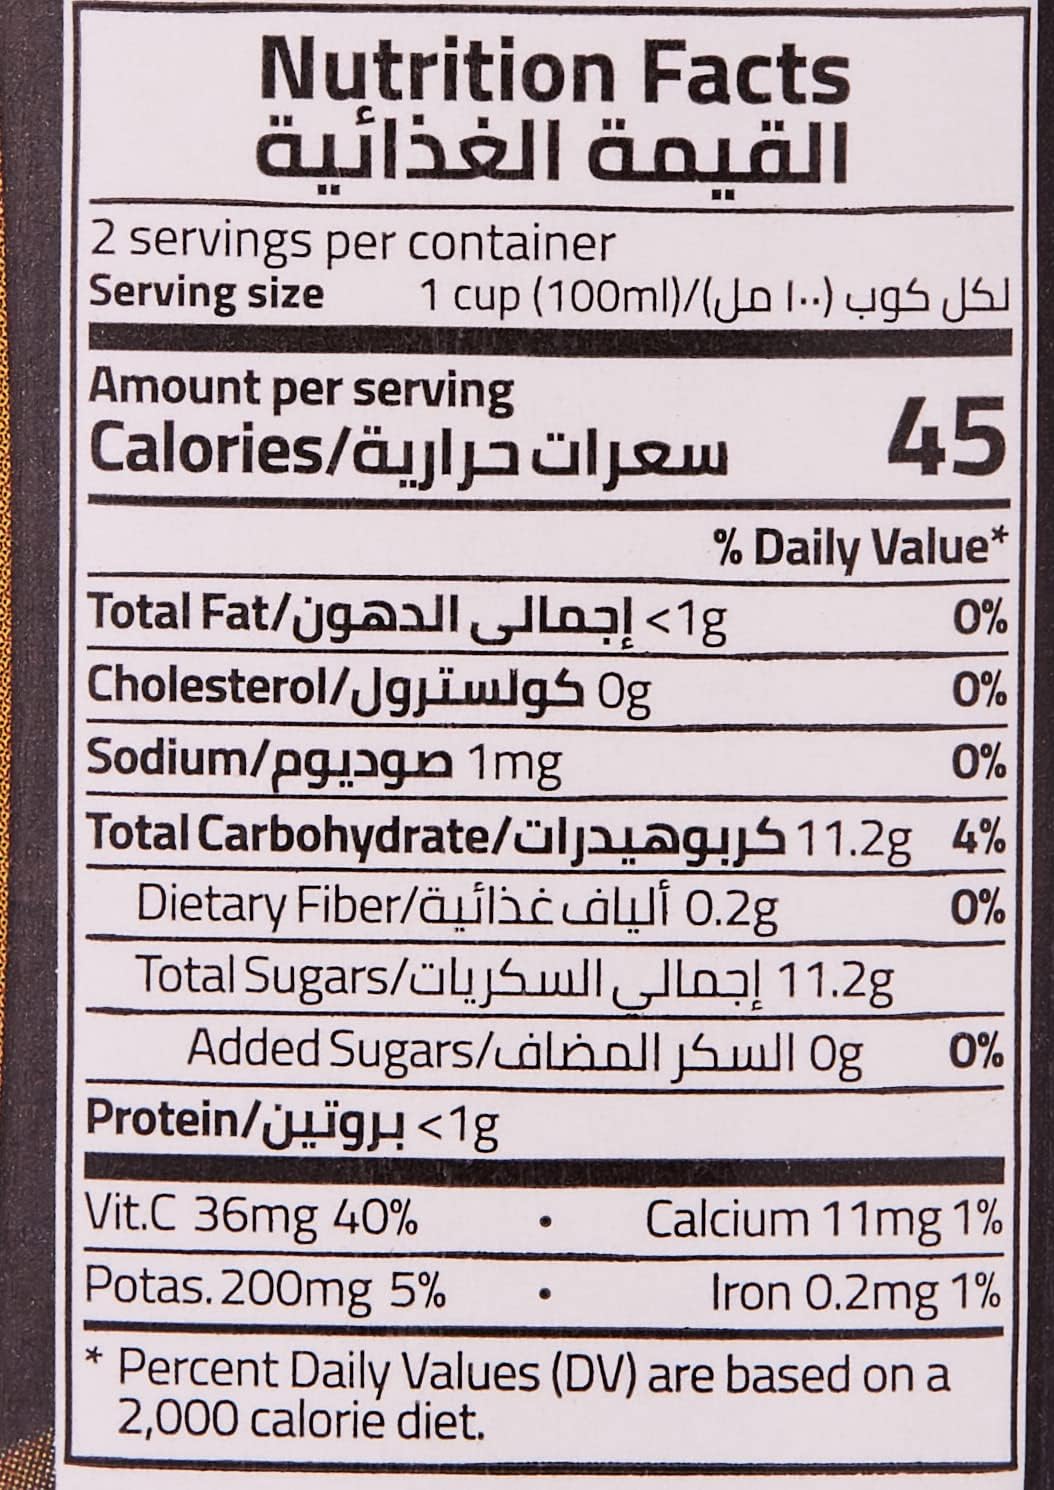 Nutrition Facts
القيمة الغذائية
2 servings per container
Serving size 1 cup (100ml)/لكل كوب (١٠٠ مل)
Amount per serving
Calories/سعرات حرارية 45
% Daily Value*
Total Fat/إجمالى الدهون <1g 0%
Cholesterol/كولسترول 0g 0%
Sodium/صوديوم 1mg 0%
Total Carbohydrate/كربوهيدرات 11.2g 4%
Dietary Fiber/ألياف غذائية 0.2g 0%
Total Sugars/إجمالى السكريات 11.2g
Added Sugars/السكر المضاف 0g 0%
Protein/بروتين <1g
Vit.C 36mg 40% • Calcium 11mg 1%
Potas. 200mg 5% • Iron 0.2mg 1%
* Percent Daily Values (DV) are based on a
2,000 calorie diet.